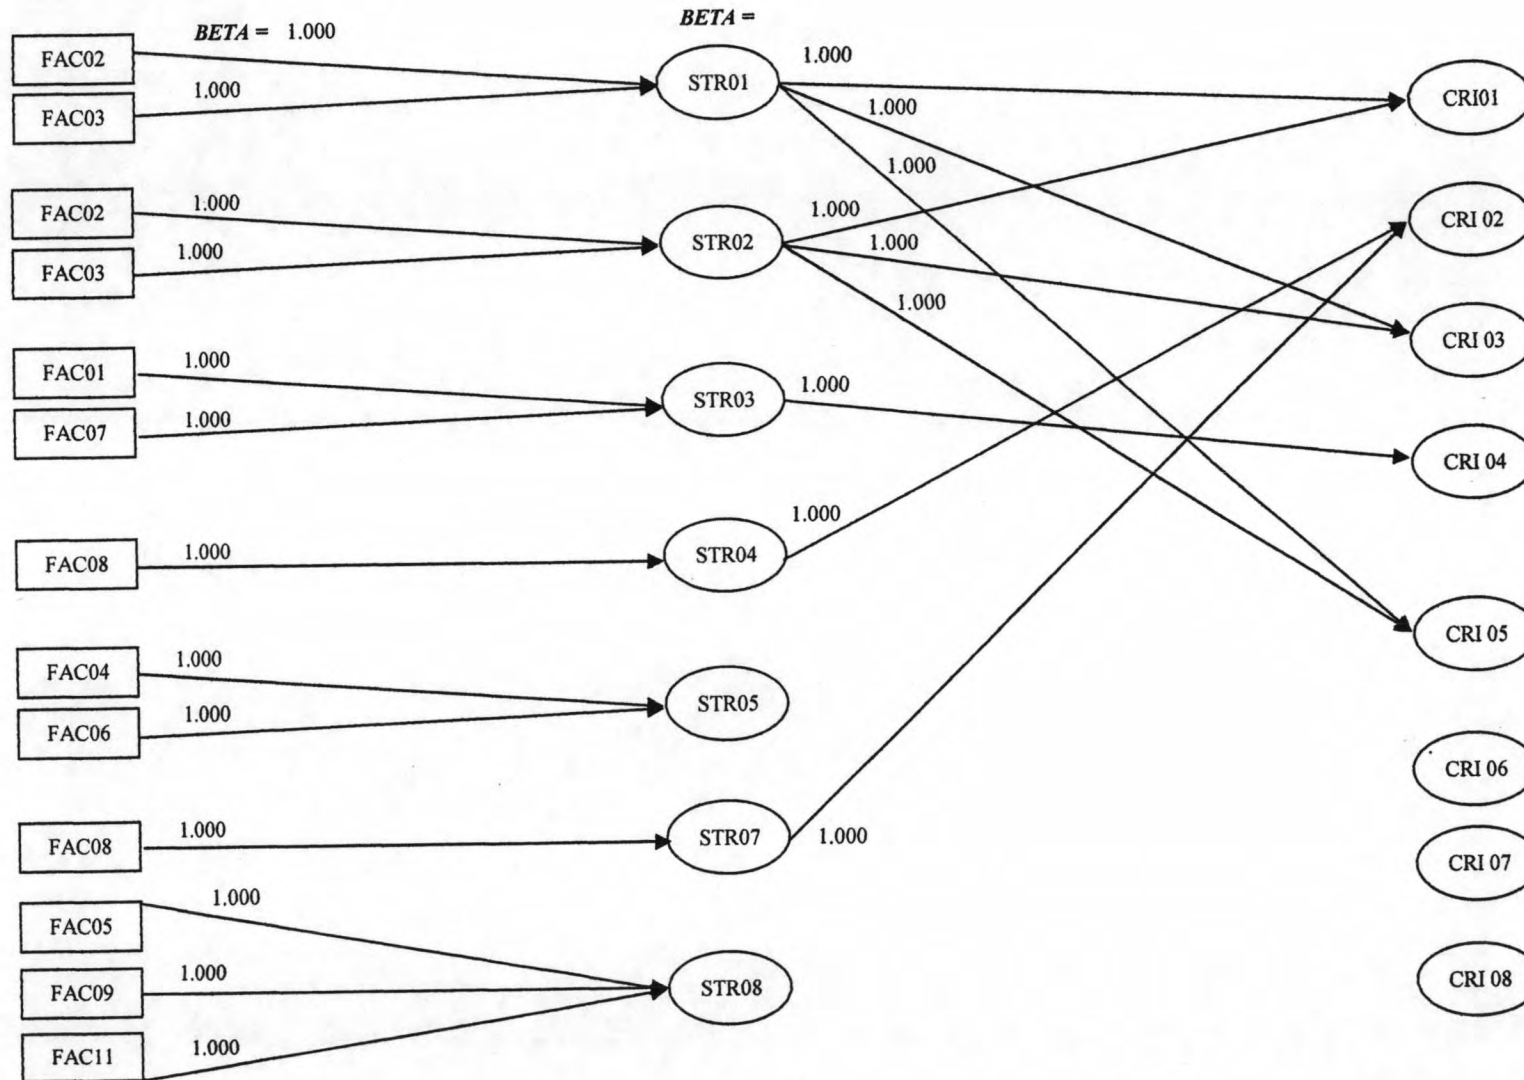 BETA = 1.000
BETA =
FAC02
STR01
1.000
CRI01
FAC03
1.000
1.000
1.000
FAC02
1.000
STR02
1.000
CRI 02
FAC03
1.000
1.000
1.000
CRI 03
FAC01
1.000
STR03
1.000
FAC07
1.000
CRI 04
FAC08
1.000
STR04
1.000
FAC04
1.000
STR05
CRI 05
FAC06
1.000
CRI 06
FAC08
1.000
STR07
1.000
CRI 07
FAC05
1.000
FAC09
1.000
STR08
CRI 08
FAC11
1.000